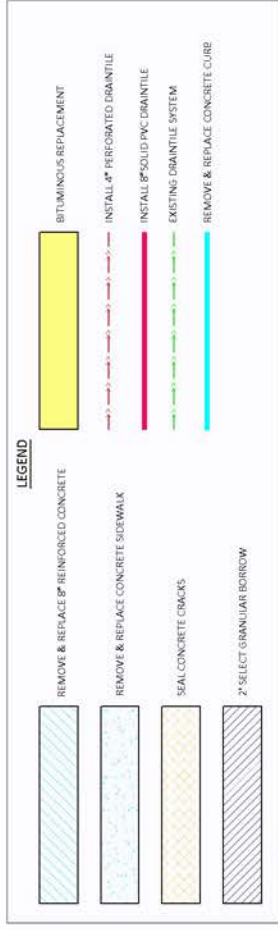 LEGEND
REMOVE & REPLACE 8" REINFORCED CONCRETE
REMOVE & REPLACE CONCRETE SIDEWALK
SEAL CONCRETE CRACKS
2' SELECT GRANULAR BORROW
BITUMINOUS REPLACEMENT
INSTALL 4" PERFORATED DRAINTILE
INSTALL 8" SOLID PVC DRAINTILE
EXISTING DRAINTILE SYSTEM
REMOVE & REPLACE CONCRETE CURB